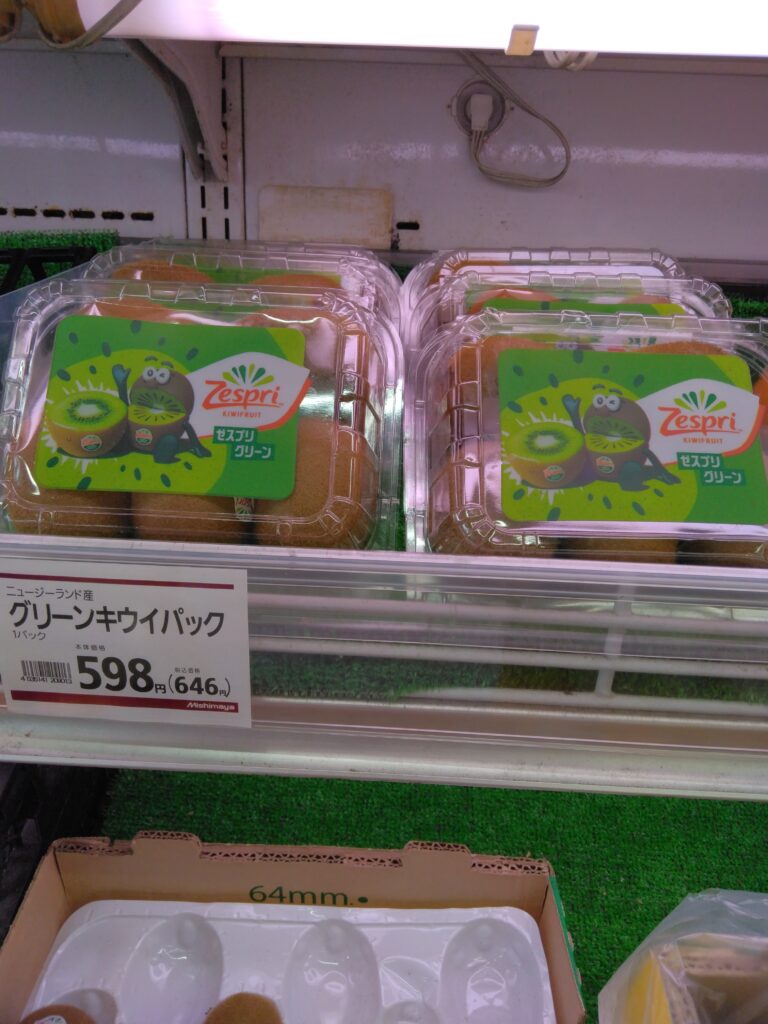 Zespri
KIWIFRUIT
ゼスプリ
グリーン
Zespri
KIWIFRUIT
ゼスプリ
グリーン
ニュージーランド産
グリーンキウイパック
1パック
本体価格
税込価格
598円(646円)
Mishimaya
64mm.